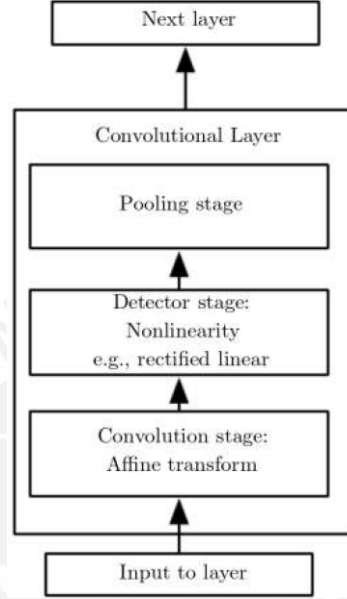 Next layer
Convolutional Layer
Pooling stage
Detector stage:
Nonlinearity
e.g., rectified linear
Convolution stage:
Affine transform
Input to layer